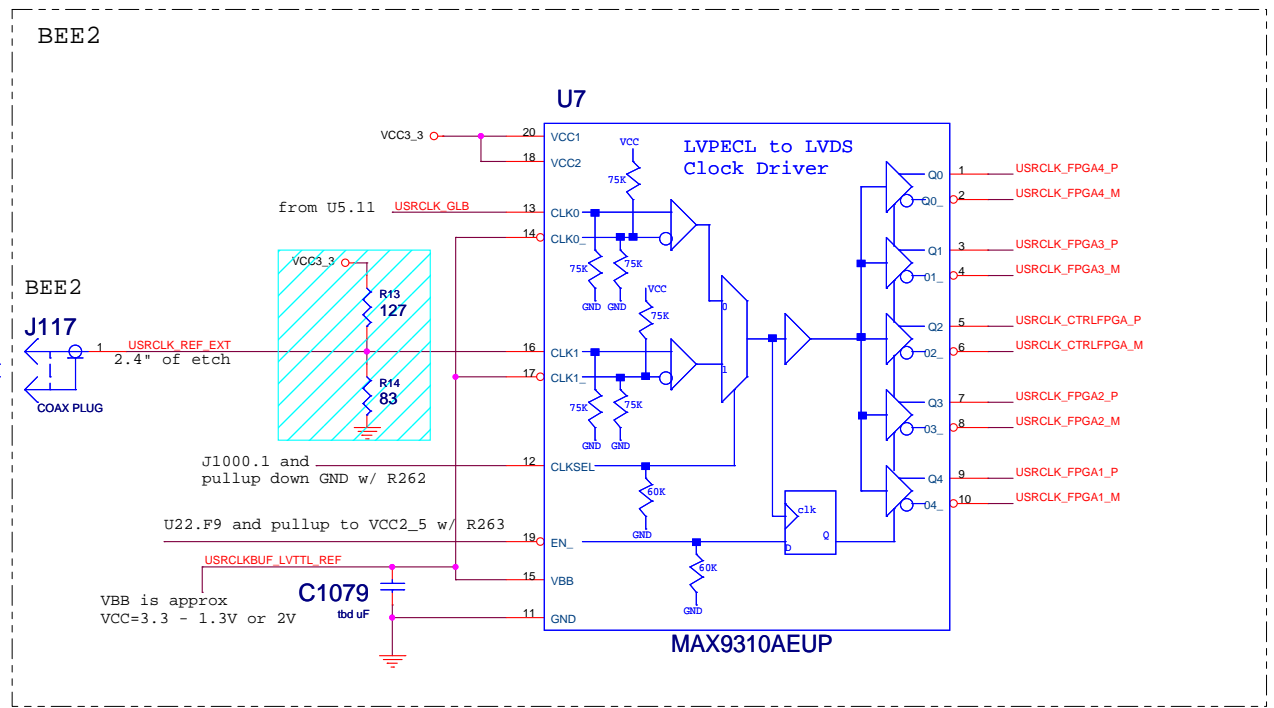 BEE2
U7
VCC3_3
20
VCC1
18
VCC2
LVPECL to LVDS
Clock Driver
VCC
75K
from U5.11
USRCLK_GLB
13
CLK0
14
CLK0_
75K
75K
GND
GND
VCC
75K
0
1
VCC3_3
R13
127
BEE2
J117
1
USRCLK_REF_EXT
2.4" of etch
COAX PLUG
R14
83
16
CLK1
17
CLK1_
75K
75K
GND
GND
J1000.1 and
pullup down GND w/ R262
12
CLKSEL
60K
GND
U22.F9 and pullup to VCC2_5 w/ R263
19
EN_
clk
D
Q
60K
GND
USRCLKBUF_LVTTL_REF
15
VBB
C1079
tbd uF
VBB is approx
VCC=3.3 - 1.3V or 2V
11
GND
MAX9310AEUP
Q0
1
USRCLK_FPGA4_P
Q0_
2
USRCLK_FPGA4_M
Q1
3
USRCLK_FPGA3_P
01_
4
USRCLK_FPGA3_M
Q2
5
USRCLK_CTRLFPGA_P
02_
6
USRCLK_CTRLFPGA_M
Q3
7
USRCLK_FPGA2_P
03_
8
USRCLK_FPGA2_M
Q4
9
USRCLK_FPGA1_P
04_
10
USRCLK_FPGA1_M